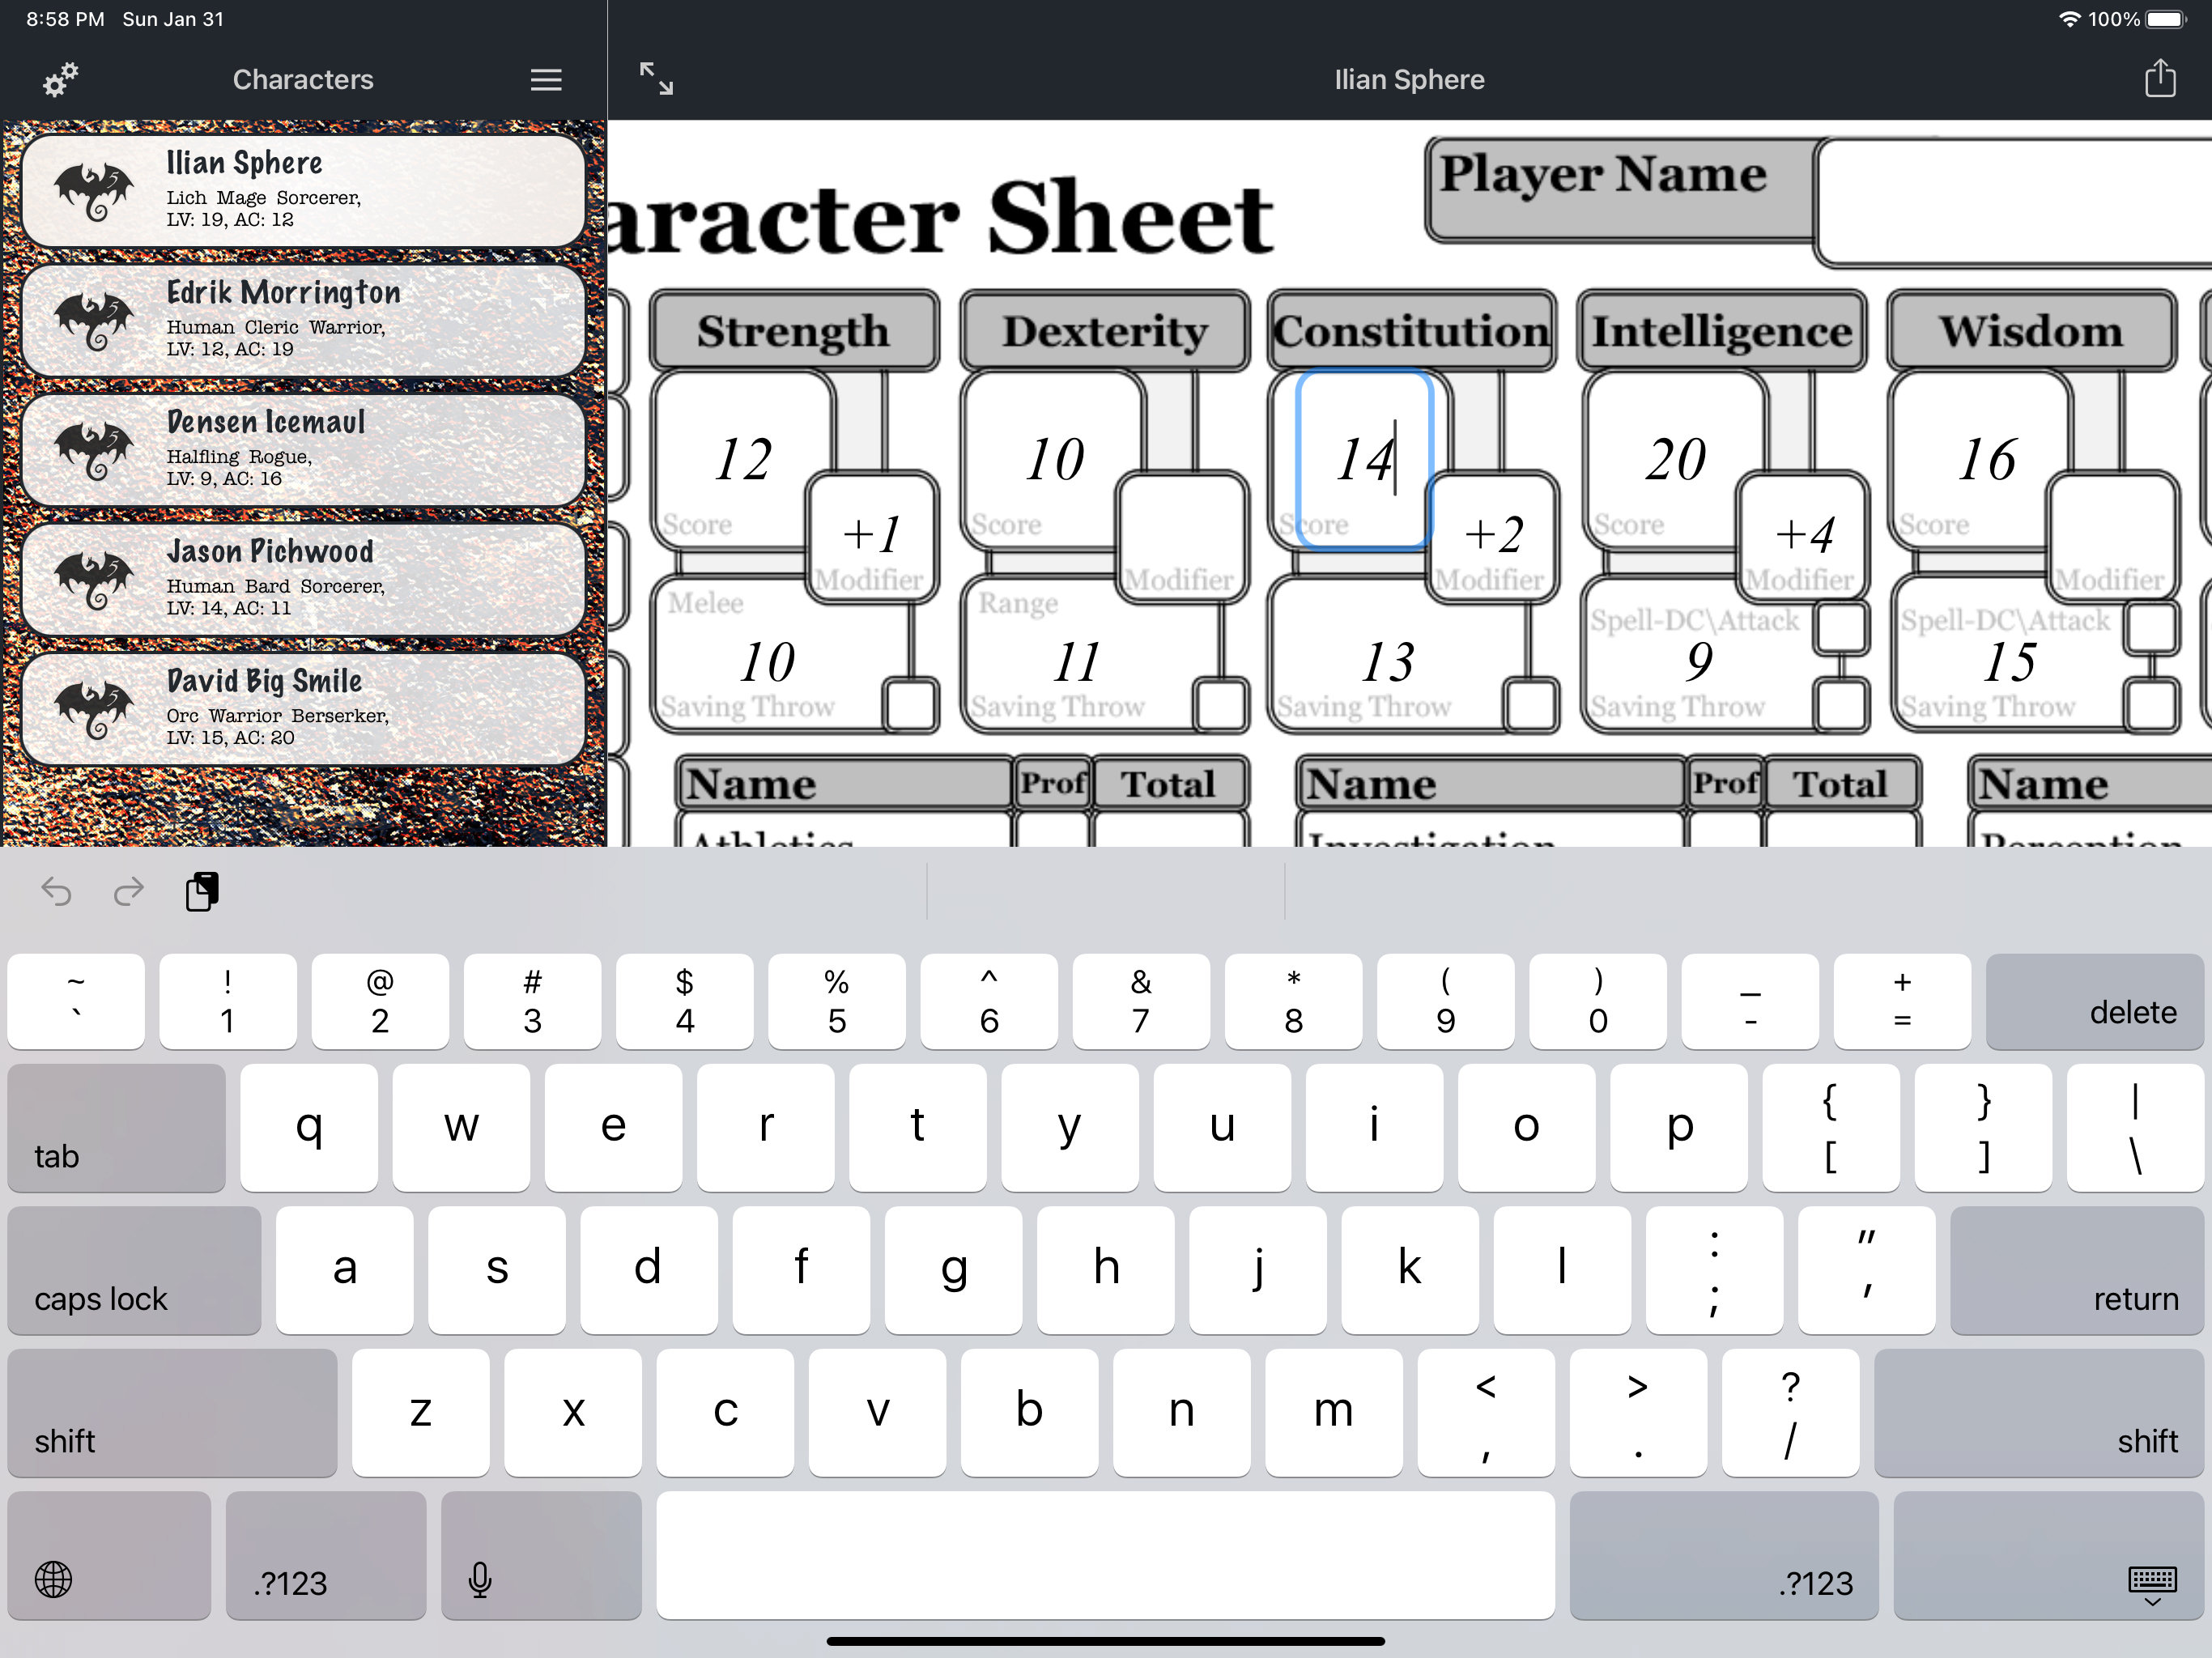 8:58 PM Sun Jan 31
100%
Characters
Ilian Sphere
Ilian Sphere
Lich Mage Sorcerer,
LV: 19, AC: 12
Edrik Morrington
Human Cleric Warrior,
LV: 12, AC: 19
Densen Icemaul
Halfling Rogue,
LV: 9, AC: 16
Jason Pichwood
Human Bard Sorcerer,
LV: 14, AC: 11
David Big Smile
Orc Warrior Berserker,
LV: 15, AC: 20
aracter Sheet
Player Name
Strength
12
Score
+1
Modifier
Melee
10
Saving Throw
Dexterity
10
Score
Modifier
Range
11
Saving Throw
Constitution
14
Score
+2
Modifier
13
Saving Throw
Intelligence
20
Score
+4
Modifier
Spell-DC\Attack
9
Saving Throw
Wisdom
16
Score
Modifier
Spell-DC\Attack
15
Saving Throw
Name Prof Total
Athletics
Name Prof Total
Investigation
Name
Perception
~ ! @ # $ % ^ & * ( ) _ +
` 1 2 3 4 5 6 7 8 9 0 - = delete
tab q w e r t y u i o p { [ } ] | \
caps lock a s d f g h j k l : ; " ' return
shift z x c v b n m < , > . ? / shift
.?123 .?123